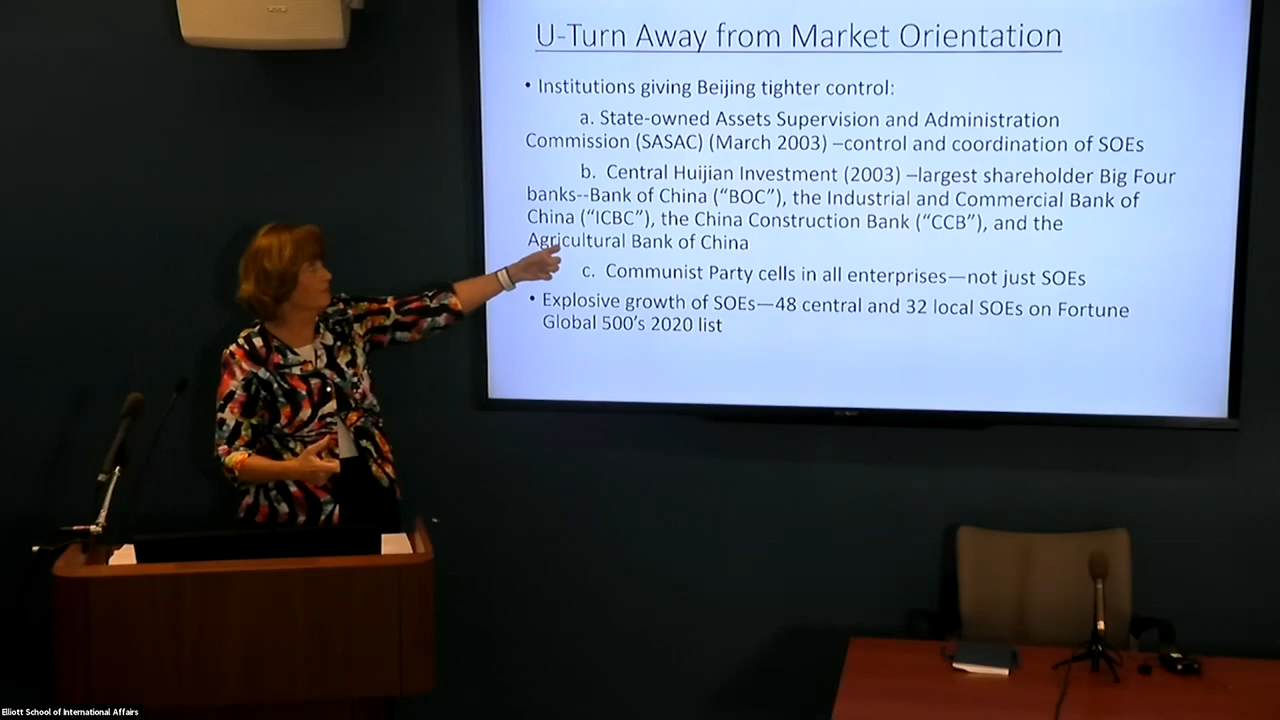 U-Turn Away from Market Orientation
• Institutions giving Beijing tighter control:
a. State-owned Assets Supervision and Administration
Commission (SASAC) (March 2003) –control and coordination of SOEs
b. Central Huijian Investment (2003) –largest shareholder Big Four
banks--Bank of China (“BOC”), the Industrial and Commercial Bank of
China (“ICBC”), the China Construction Bank (“CCB”), and the
Agricultural Bank of China
c. Communist Party cells in all enterprises—not just SOEs
• Explosive growth of SOEs—48 central and 32 local SOEs on Fortune
Global 500’s 2020 list
Elliott School of International Affairs